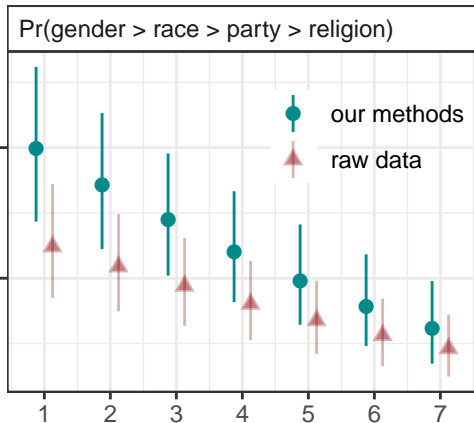 Pr(gender > race > party > religion)
our methods
raw data
1 2 3 4 5 6 7